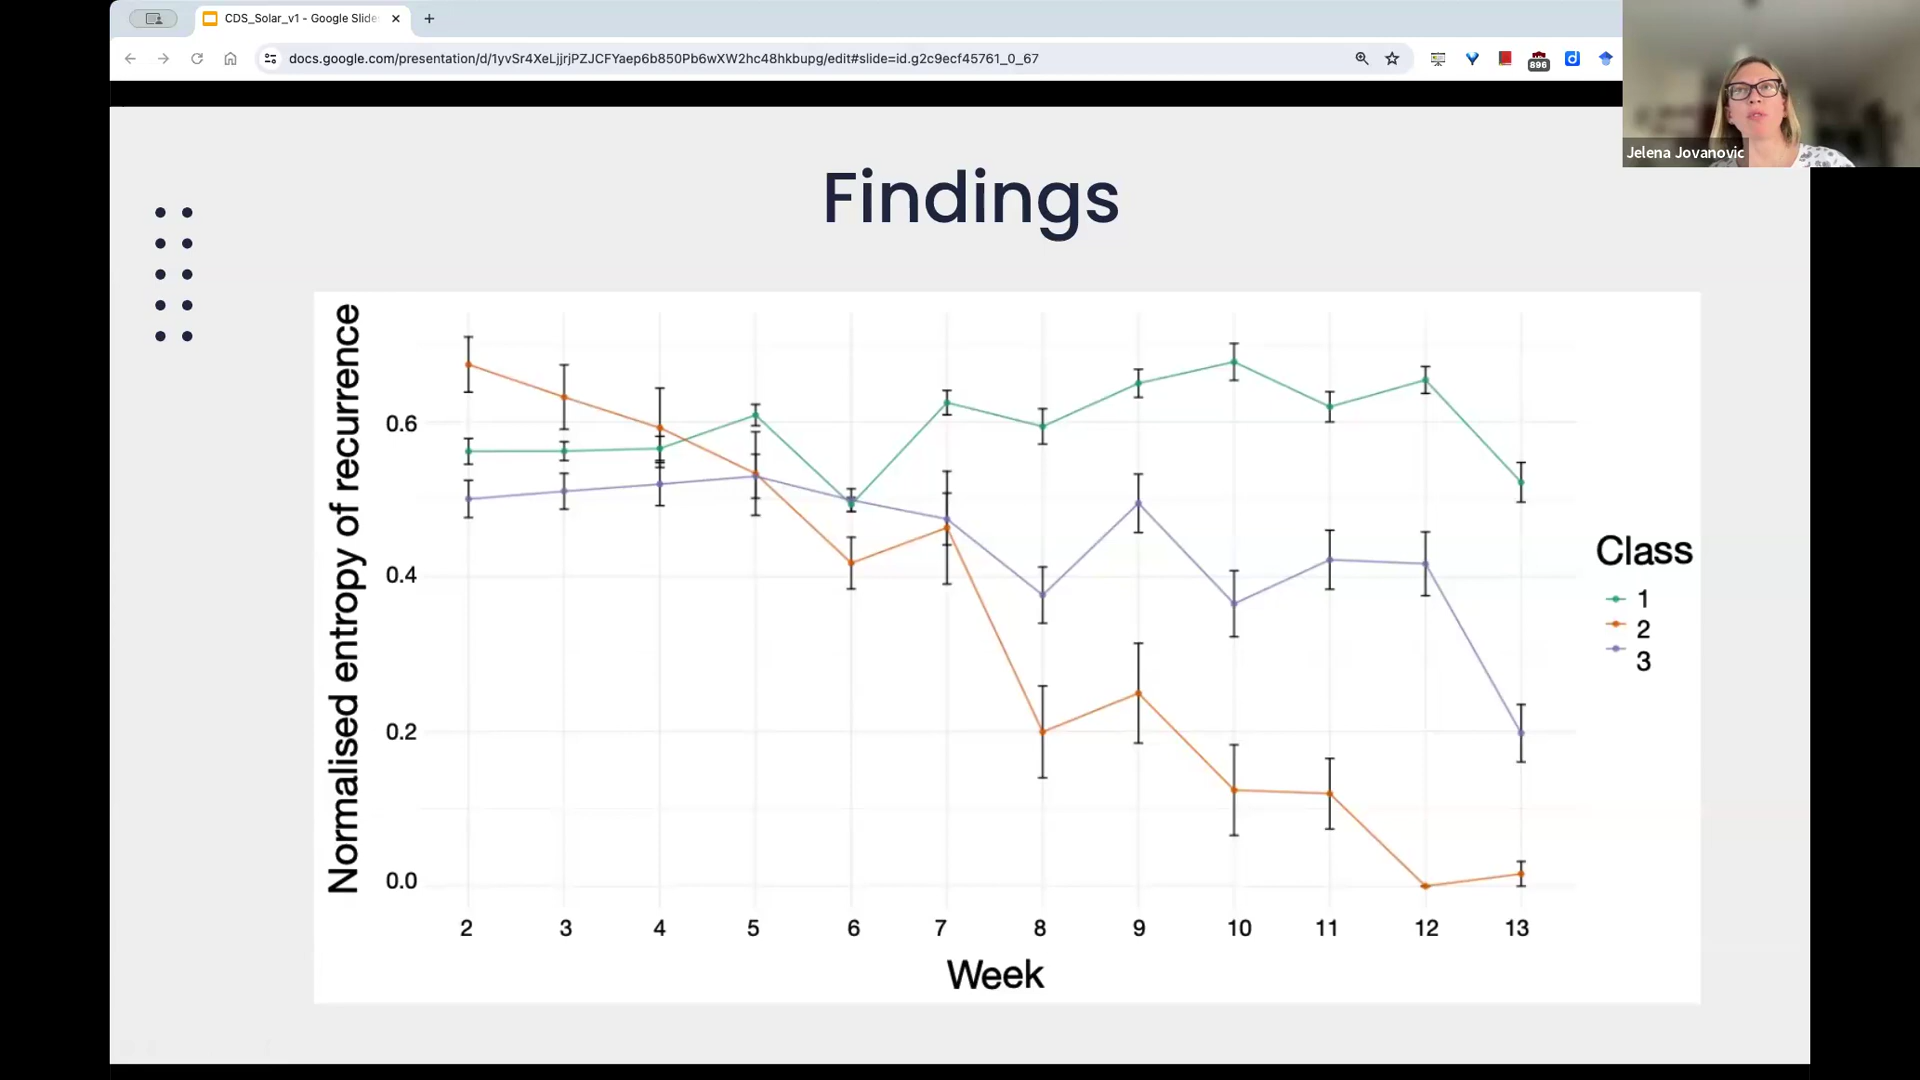 CDS_Solar_v1 - Google Slide
docs.google.com/presentation/d/1yvSr4XeLjjrjPZJCFYaep6b850Pb6wXW2hc48hkbupg/edit#slide=id.g2c9ecf45761_0_67
896
Jelena Jovanovic
Findings
Normalised entropy of recurrence
0.6
0.4
0.2
0.0
2 3 4 5 6 7 8 9 10 11 12 13
Week
Class
1
2
3